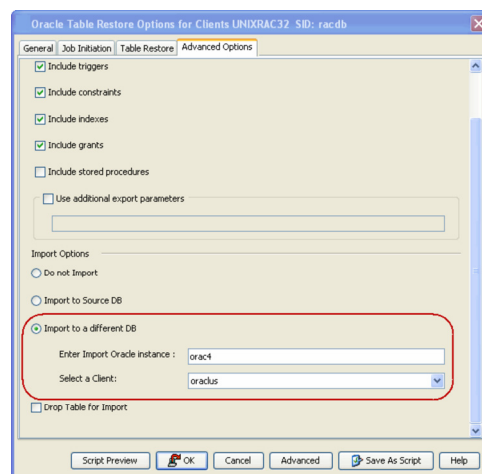 Oracle Table Restore Options for Clients UNIXRAC32 SID: racdb
General Job Initiation Table Restore Advanced Options
Include triggers
Include constraints
Include indexes
Include grants
Include stored procedures
Use additional export parameters
Import Options
Do not Import
Import to Source DB
Import to a different DB
Enter Import Oracle instance : orac4
Select a Client: oraclus
Drop Table for Import
Script Preview OK Cancel Advanced Save As Script Help